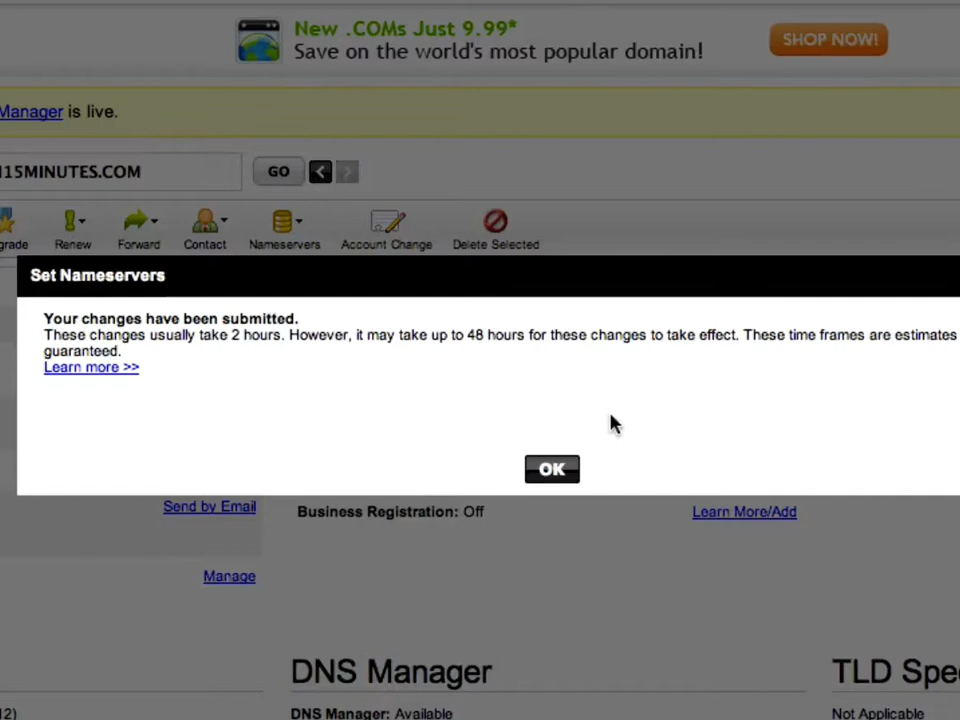 New .COMs Just 9.99*
Save on the world's most popular domain!
SHOP NOW!
Manager is live.
15MINUTES.COM
GO
Renew
Forward
Contact
Nameservers
Account Change
Delete Selected
Set Nameservers
Your changes have been submitted.
These changes usually take 2 hours. However, it may take up to 48 hours for these changes to take effect. These time frames are estimates
guaranteed.
Learn more >>
OK
Send by Email
Business Registration: Off
Learn More/Add
Manage
DNS Manager
TLD Spe
12)
DNS Manager: Available
Not Applicable